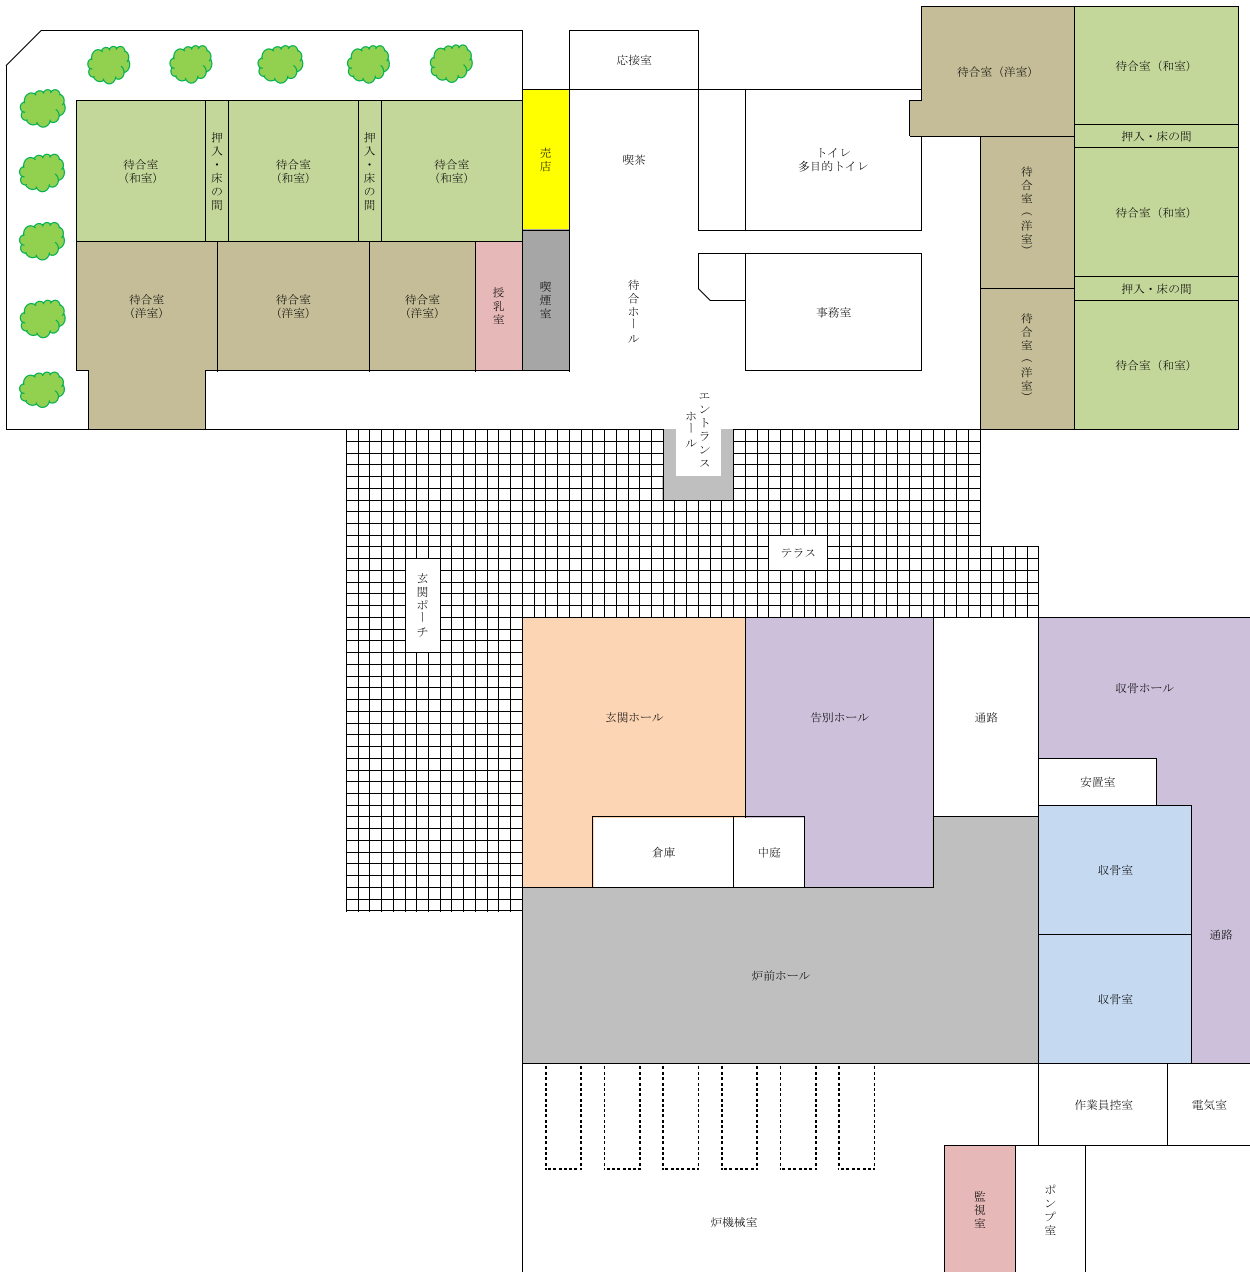 応接室
待合室（洋室）
待合室（和室）
押入・床の間
待合室
（和室）
押入・床の間
待合室
（和室）
押入・床の間
待合室
（和室）
売店
喫茶
トイレ
多目的トイレ
待合室（洋室）
待合室（和室）
押入・床の間
待合室
（洋室）
待合室
（洋室）
待合室
（洋室）
授乳室
喫煙室
待合ホール
事務室
待合室（洋室）
待合室（和室）
エントランス
ホール
テラス
玄関ポーチ
玄関ホール
告別ホール
通路
収骨ホール
安置室
倉庫
中庭
収骨室
通路
炉前ホール
収骨室
作業員控室
電気室
監視室
ポンプ室
炉機械室